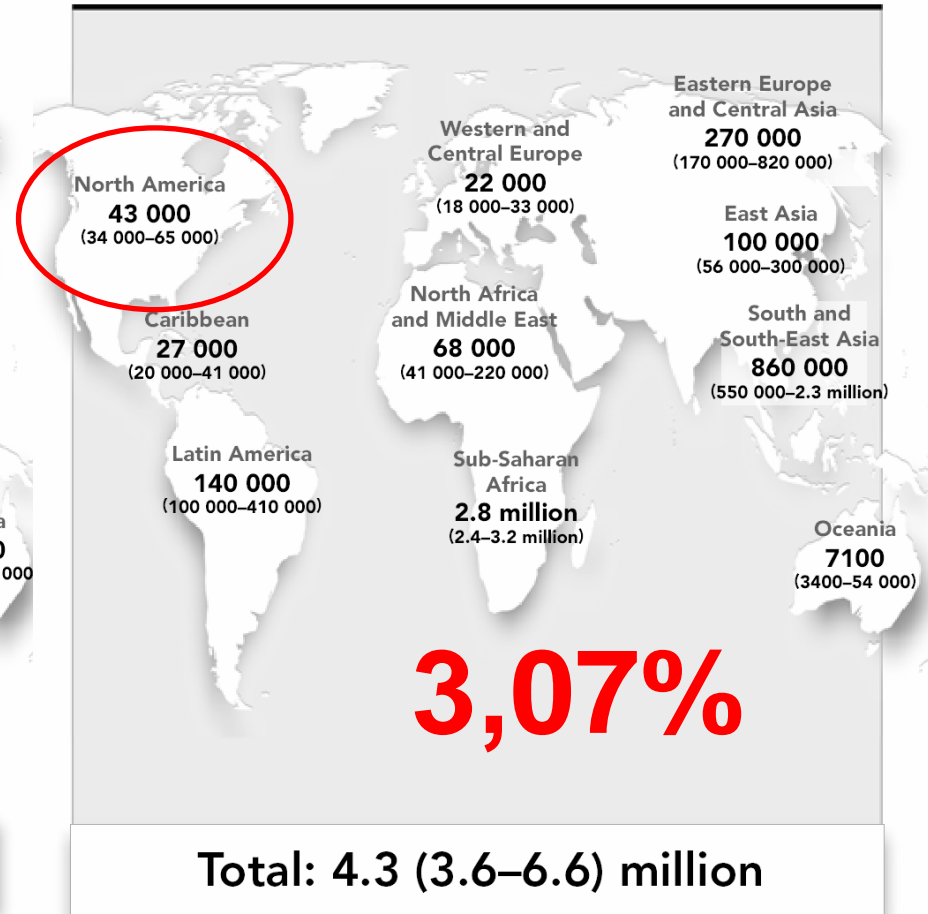 Eastern Europe
and Central Asia
270 000
(170 000–820 000)
Western and
Central Europe
22 000
(18 000–33 000)
North America
43 000
(34 000–65 000)
East Asia
100 000
(56 000–300 000)
North Africa
and Middle East
68 000
(41 000–220 000)
Caribbean
27 000
(20 000–41 000)
South and
South-East Asia
860 000
(550 000–2.3 million)
Latin America
140 000
(100 000–410 000)
Sub-Saharan
Africa
2.8 million
(2.4–3.2 million)
Oceania
7100
(3400–54 000)
a
0
000
3,07%
Total: 4.3 (3.6–6.6) million